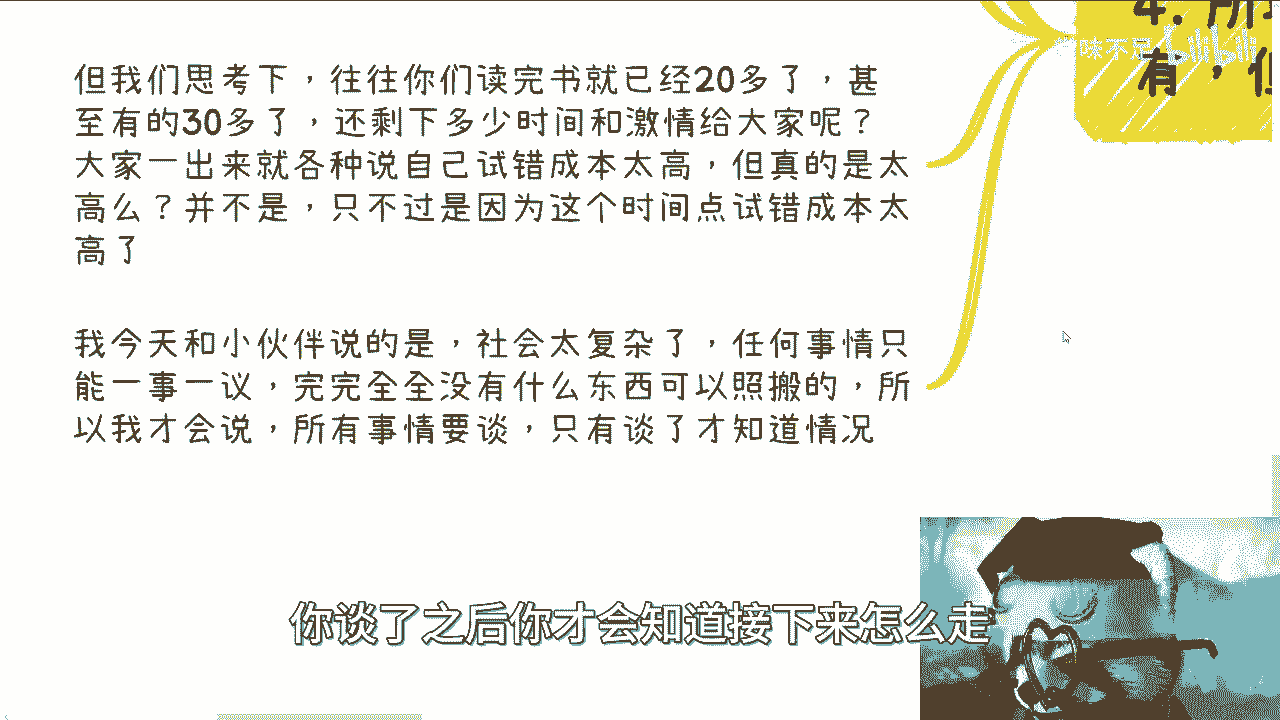 4. 所
有，但
味不足
但我们思考下，往往你们读完书就已经20多了，甚
至有的30多了，还剩下多少时间和激情给大家呢？
大家一出来就各种说自己试错成本太高，但真的是太
高么？并不是，只不过是因为这个时间点试错成本太
高了
我今天和小伙伴说的是，社会太复杂了，任何事情只
能一事一议，完完全全没有什么东西可以照搬的，所
以我才会说，所有事情要谈，只有谈了才知道情况
你谈了之后你才会知道接下来怎么走